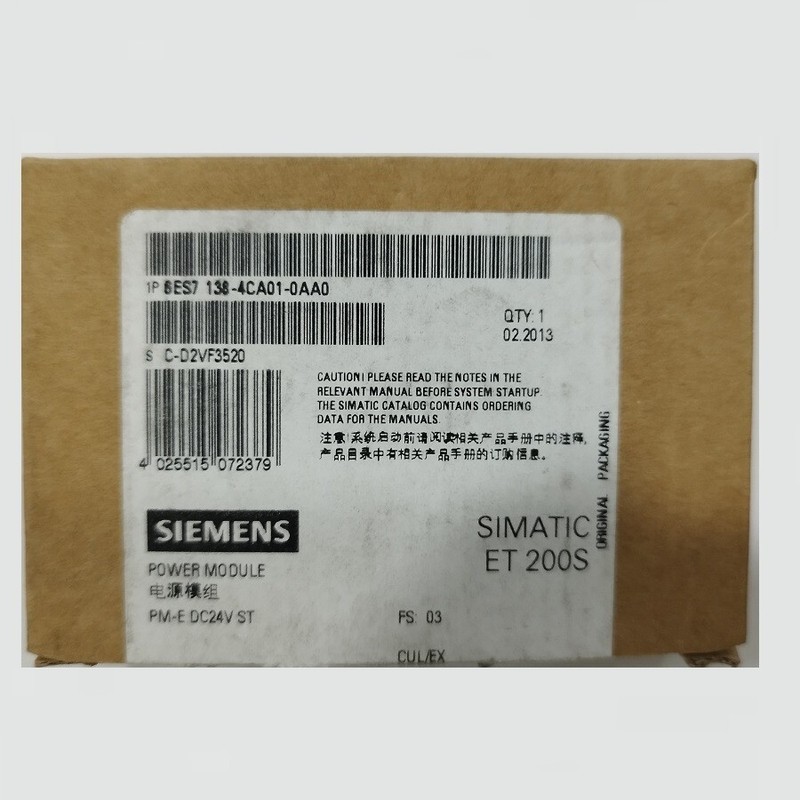 1P 6ES7 138-4CA01-0AA0
QTY: 1
02.2013
S C-D2VF3520
CAUTION! PLEASE READ THE NOTES IN THE
RELEVANT MANUAL BEFORE SYSTEM STARTUP.
THE SIMATIC CATALOG CONTAINS ORDERING
DATA FOR THE MANUALS.
注意!系统启动前请阅读相关产品手册中的注释,
产品目录中有相关产品手册的订购信息。
4 025515 072379
ORIGINAL PACKAGING
SIEMENS
SIMATIC
ET 200S
POWER MODULE
电源模组
PM-E DC24V ST
FS: 03
CUL/EX